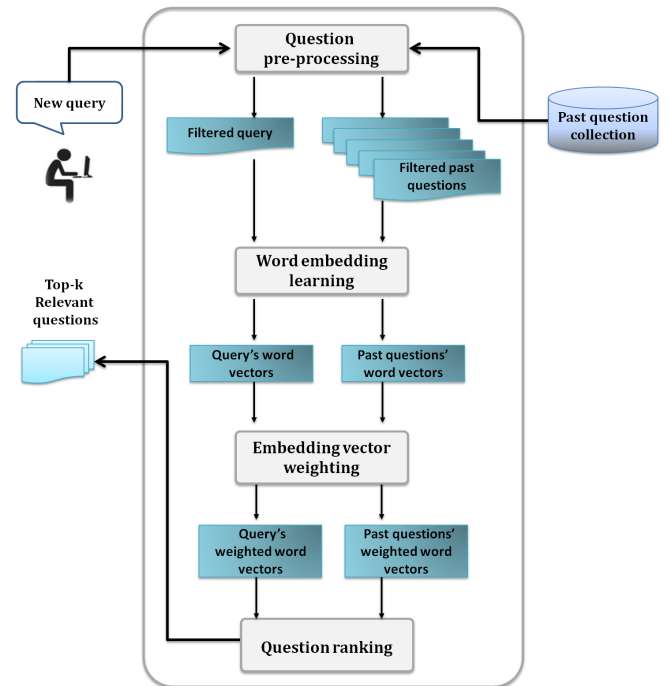 Question
pre-processing
New query
Past question
collection
Filtered query
Filtered past
questions
Word embedding
learning
Top-k
Relevant
questions
Query's word
vectors
Past questions'
word vectors
Embedding vector
weighting
Query's
weighted word
vectors
Past questions'
weighted word
vectors
Question ranking